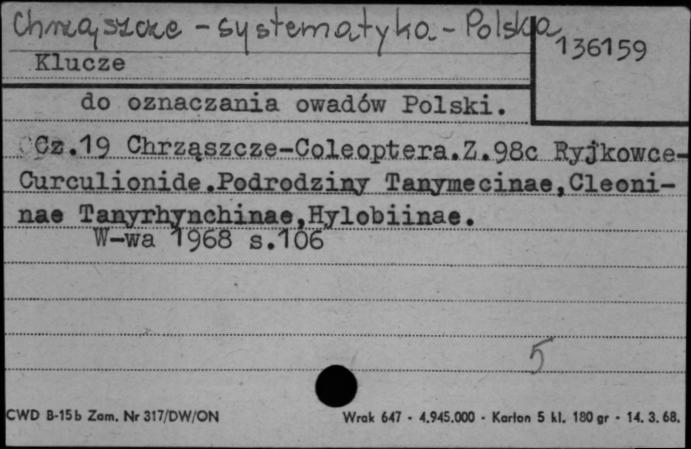 Chrząszcze - systematyka - Polska
136159
Klucze
do oznaczania owadów Polski.
Cz.19 Chrząszcze-Coleoptera.Z.98c Ryjkowce-
Curculionide.Podrodziny Tanymecinae,Cleoni-
nae Tanyrhynchinae,Hylobiinae.
W-wa 1968 s.106
5
CWD B-15b Zam. Nr 317/DW/ON
Wrak 647 - 4.945.000 - Karton 5 kl. 180 gr - 14. 3. 68.